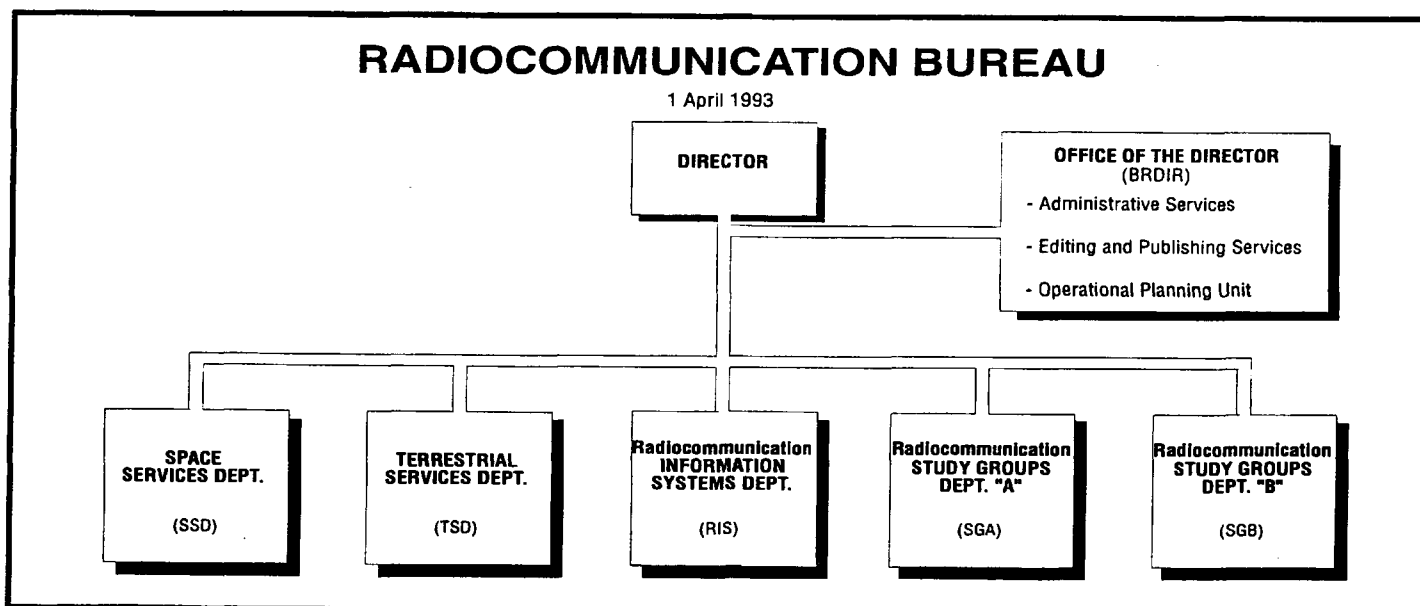 RADIOCOMMUNICATION BUREAU
1 April 1993
DIRECTOR
OFFICE OF THE DIRECTOR
(BRDIR)
- Administrative Services
- Editing and Publishing Services
- Operational Planning Unit
SPACE
SERVICES DEPT.
(SSD)
TERRESTRIAL
SERVICES DEPT.
(TSD)
Radiocommunication
INFORMATION
SYSTEMS DEPT.
(RIS)
Radiocommunication
STUDY GROUPS
DEPT. "A"
(SGA)
Radiocommunication
STUDY GROUPS
DEPT. "B"
(SGB)